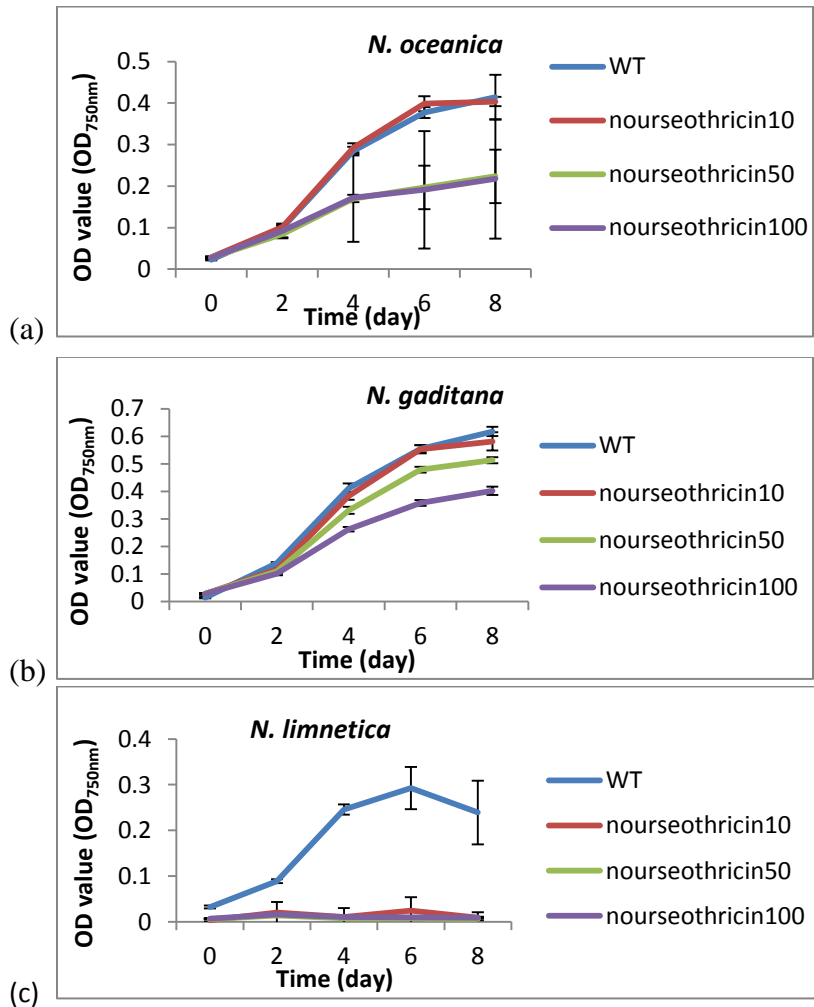 N. oceanica
OD value (OD750nm)
0.5
0.4
0.3
0.2
0.1
0
0 2 4 6 8
Time (day)
WT
nourseothricin10
nourseothricin50
nourseothricin100
(a)
N. gaditana
OD value (OD750nm)
0.7
0.6
0.5
0.4
0.3
0.2
0.1
0
0 2 4 6 8
Time (day)
WT
nourseothricin10
nourseothricin50
nourseothricin100
(b)
N. limnetica
OD value (OD750nm)
0.4
0.3
0.2
0.1
0
0 2 4 6 8
Time (day)
WT
nourseothricin10
nourseothricin50
nourseothricin100
(c)